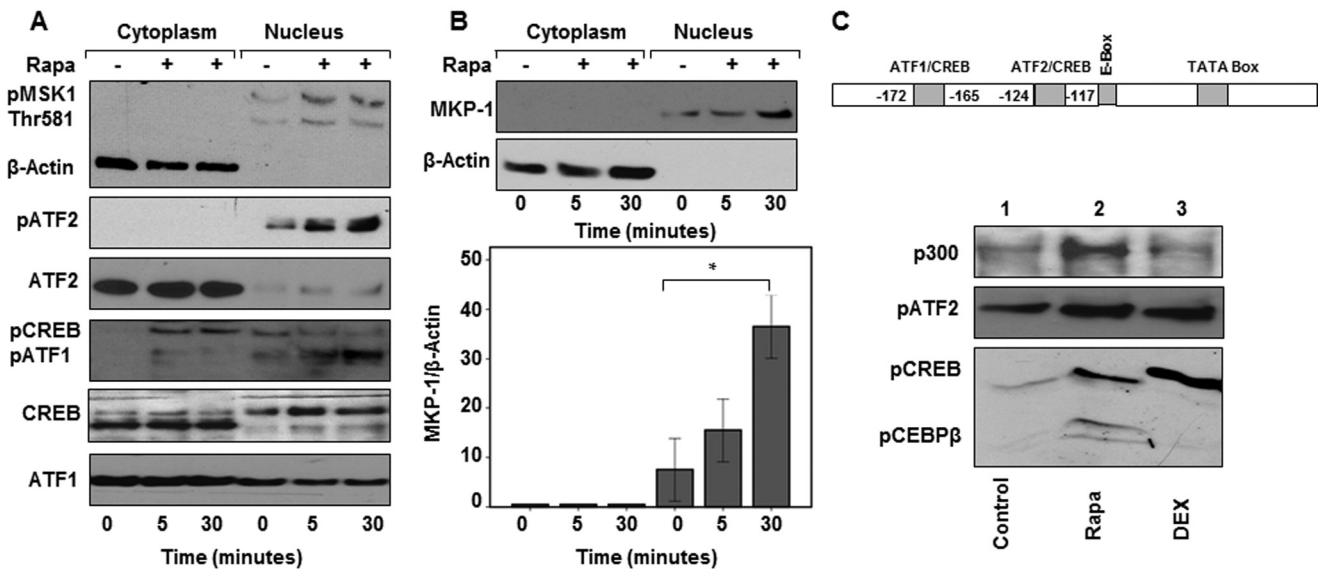 A
Cytoplasm Nucleus
Rapa - + + - + +
pMSK1
Thr581
β-Actin
pATF2
ATF2
pCREB
pATF1
CREB
ATF1
0 5 30 0 5 30
Time (minutes)
B
Cytoplasm Nucleus
Rapa - + + - + +
MKP-1
β-Actin
0 5 30 0 5 30
Time (minutes)
*
50
40
30
20
10
0
MKP-1/β-Actin
0 5 30 0 5 30
Time (minutes)
C
ATF1/CREB ATF2/CREB E-Box TATA Box
-172 -165 -124 -117
1 2 3
p300
pATF2
pCREB
pCEBPβ
Control Rapa DEX